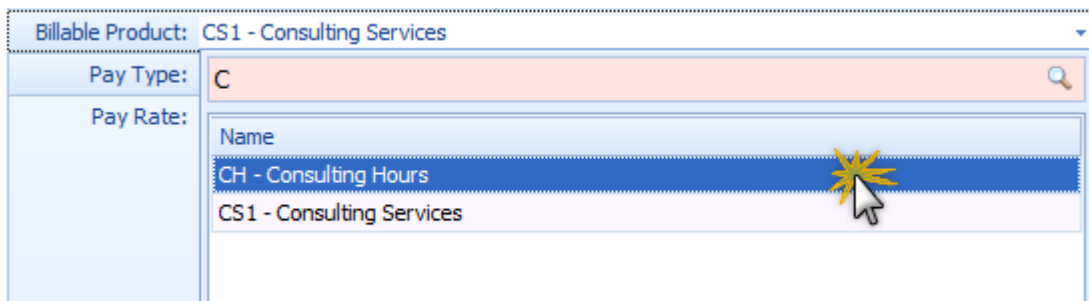 Billable Product: CS1 - Consulting Services
Pay Type: C
Pay Rate:
Name
CH - Consulting Hours
CS1 - Consulting Services